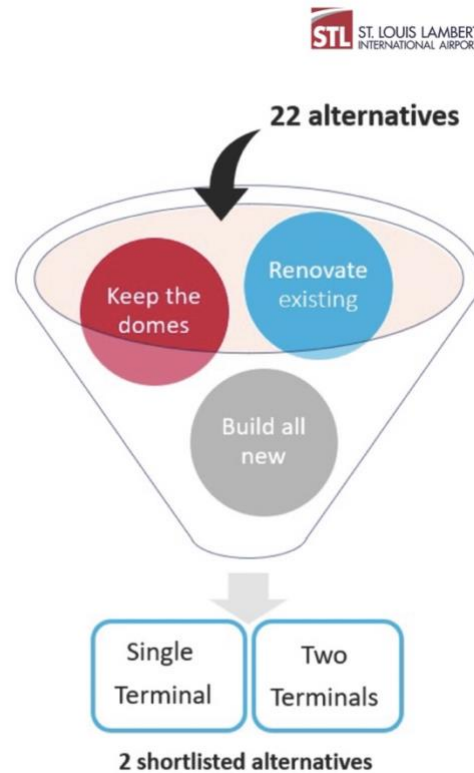 STL ST. LOUIS LAMBERT
INTERNATIONAL AIRPOR
22 alternatives
Keep the
domes
Renovate
existing
Build all
new
Single
Terminal
Two
Terminals
2 shortlisted alternatives